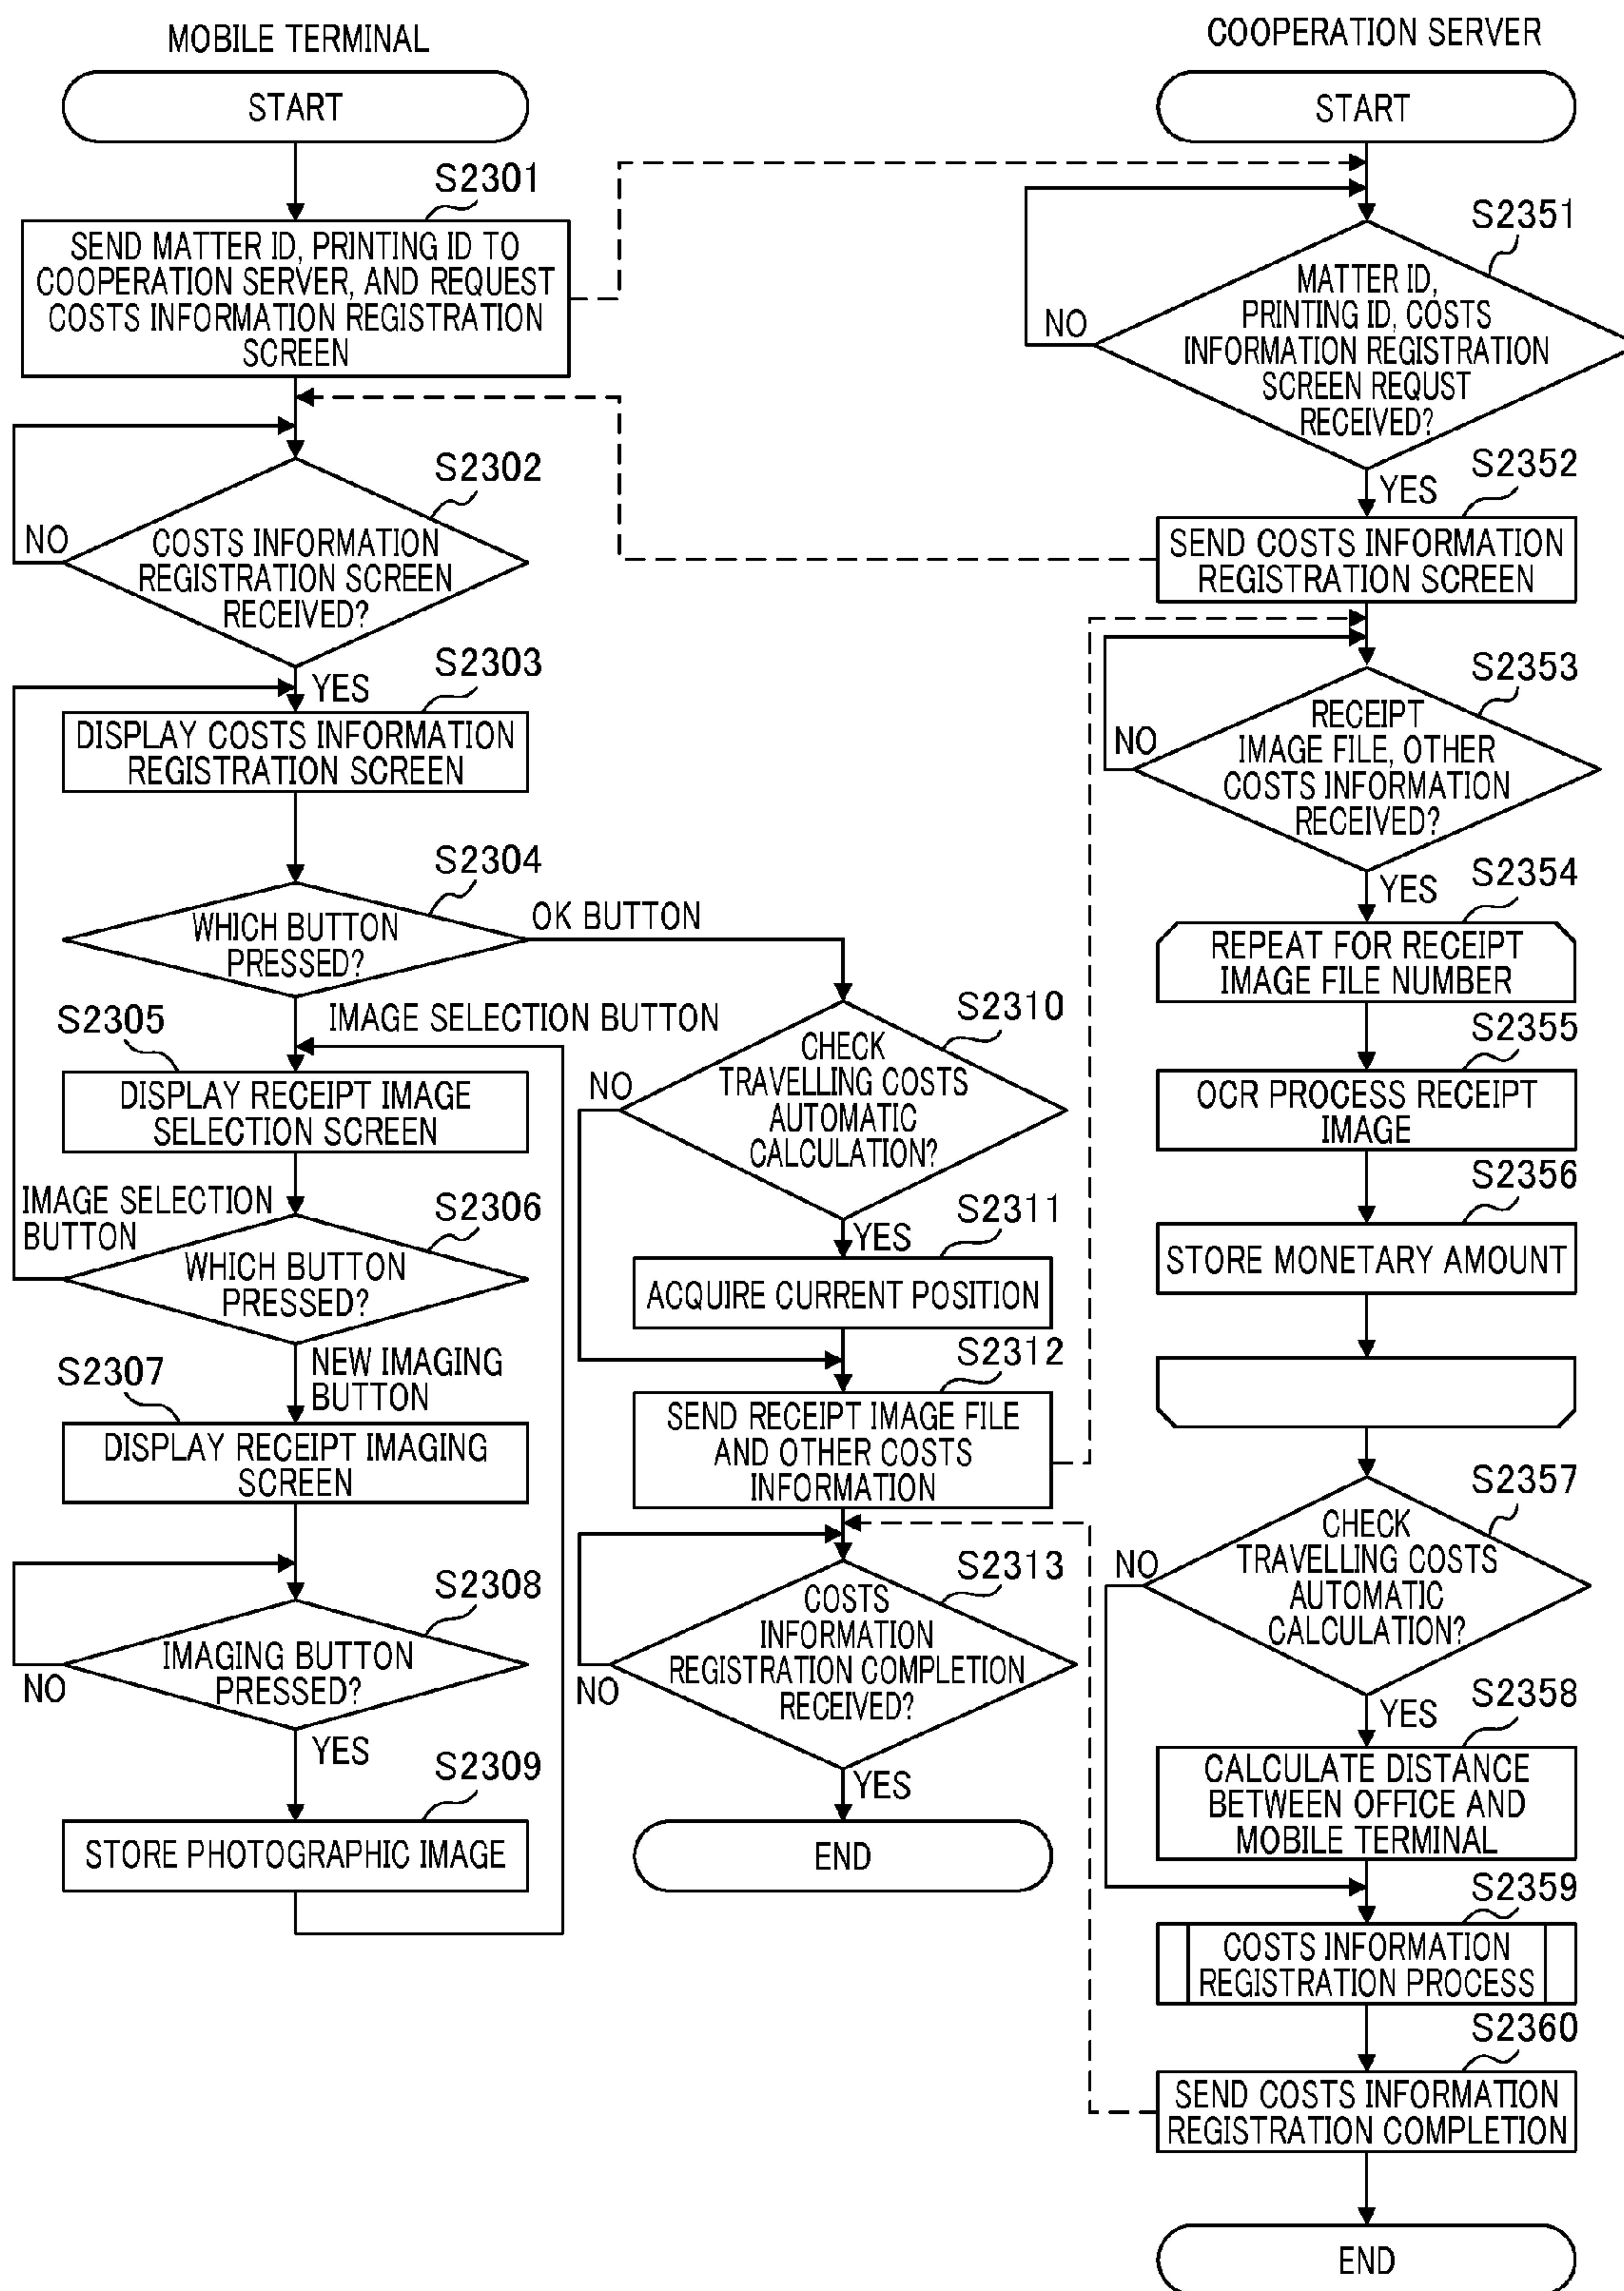 MOBILE TERMINAL
START
S2301
SEND MATTER ID, PRINTING ID TO
COOPERATION SERVER, AND REQUEST
COSTS INFORMATION REGISTRATION
SCREEN
S2302
NO
COSTS INFORMATION
REGISTRATION SCREEN
RECEIVED?
YES
S2303
DISPLAY COSTS INFORMATION
REGISTRATION SCREEN
S2304
WHICH BUTTON
PRESSED?
OK BUTTON
IMAGE SELECTION BUTTON
S2305
DISPLAY RECEIPT IMAGE
SELECTION SCREEN
IMAGE SELECTION
BUTTON
S2306
WHICH BUTTON
PRESSED?
NEW IMAGING
BUTTON
S2307
DISPLAY RECEIPT IMAGING
SCREEN
S2308
IMAGING BUTTON
PRESSED?
NO
YES
S2309
STORE PHOTOGRAPHIC IMAGE
S2310
NO
CHECK
TRAVELLING COSTS
AUTOMATIC
CALCULATION?
YES
S2311
ACQUIRE CURRENT POSITION
S2312
SEND RECEIPT IMAGE FILE
AND OTHER COSTS
INFORMATION
S2313
COSTS
INFORMATION
REGISTRATION COMPLETION
RECEIVED?
NO
YES
END
COOPERATION SERVER
START
S2351
NO
MATTER ID,
PRINTING ID, COSTS
INFORMATION REGISTRATION
SCREEN REQUST
RECEIVED?
YES
S2352
SEND COSTS INFORMATION
REGISTRATION SCREEN
S2353
NO
RECEIPT
IMAGE FILE, OTHER
COSTS INFORMATION
RECEIVED?
YES
S2354
REPEAT FOR RECEIPT
IMAGE FILE NUMBER
S2355
OCR PROCESS RECEIPT
IMAGE
S2356
STORE MONETARY AMOUNT
S2357
NO
CHECK
TRAVELLING COSTS
AUTOMATIC
CALCULATION?
YES
S2358
CALCULATE DISTANCE
BETWEEN OFFICE AND
MOBILE TERMINAL
S2359
COSTS INFORMATION
REGISTRATION PROCESS
S2360
SEND COSTS INFORMATION
REGISTRATION COMPLETION
END